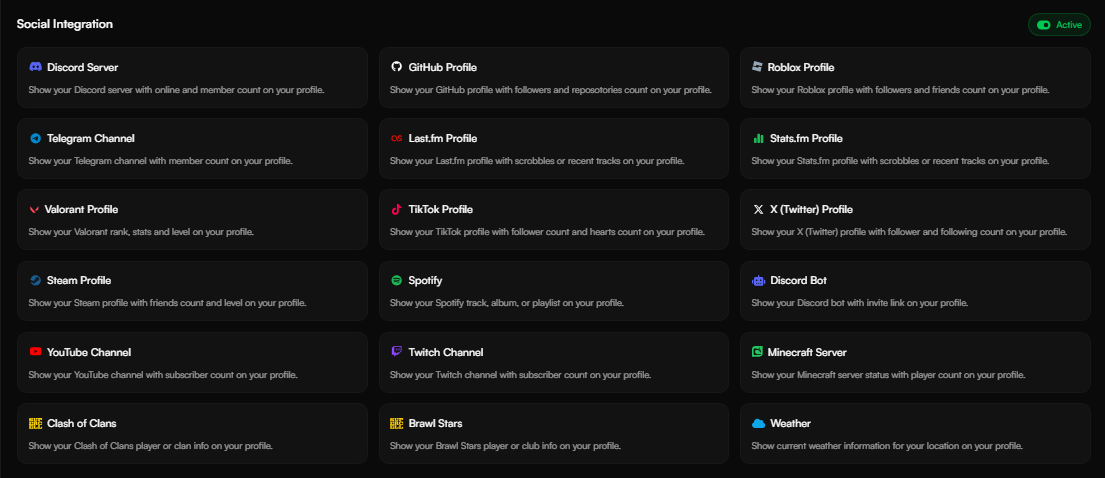 Social Integration
Active
Discord Server
Show your Discord server with online and member count on your profile.
GitHub Profile
Show your GitHub profile with followers and reposotories count on your profile.
Roblox Profile
Show your Roblox profile with followers and friends count on your profile.
Telegram Channel
Show your Telegram channel with member count on your profile.
Last.fm Profile
Show your Last.fm profile with scrobbles or recent tracks on your profile.
Stats.fm Profile
Show your Stats.fm profile with scrobbles or recent tracks on your profile.
Valorant Profile
Show your Valorant rank, stats and level on your profile.
TikTok Profile
Show your TikTok profile with follower count and hearts count on your profile.
X (Twitter) Profile
Show your X (Twitter) profile with follower and following count on your profile.
Steam Profile
Show your Steam profile with friends count and level on your profile.
Spotify
Show your Spotify track, album, or playlist on your profile.
Discord Bot
Show your Discord bot with invite link on your profile.
YouTube Channel
Show your YouTube channel with subscriber count on your profile.
Twitch Channel
Show your Twitch channel with subscriber count on your profile.
Minecraft Server
Show your Minecraft server status with player count on your profile.
Clash of Clans
Show your Clash of Clans player or clan info on your profile.
Brawl Stars
Show your Brawl Stars player or club info on your profile.
Weather
Show current weather information for your location on your profile.